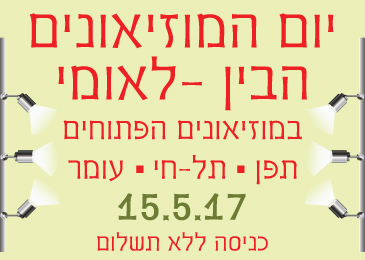 יום המוזיאונים
הבין -לאומי
במוזיאונים הפתוחים
תפן ▪ תל-חי ▪ עומר
15.5.17
כניסה ללא תשלום